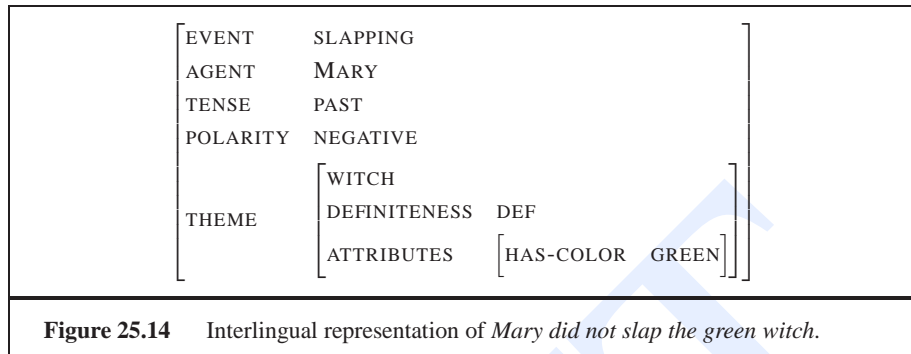 EVENT SLAPPING
AGENT MARY
TENSE PAST
POLARITY NEGATIVE
THEME
WITCH
DEFINITENESS DEF
ATTRIBUTES HAS-COLOR GREEN
Figure 25.14 Interlingual representation of Mary did not slap the green witch.